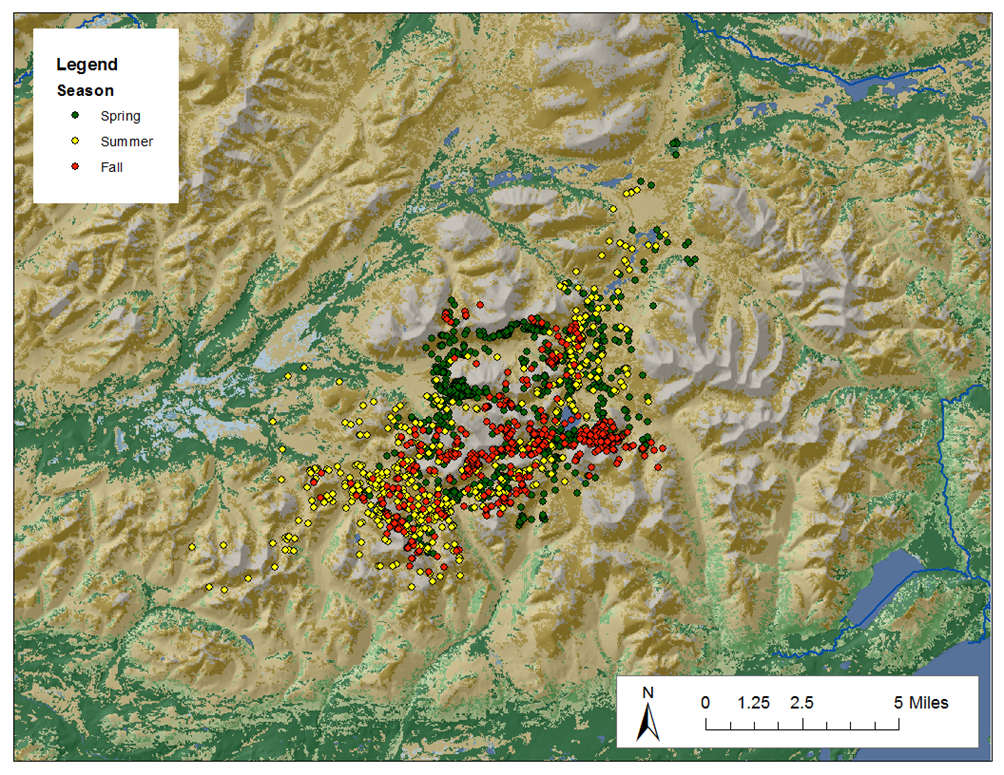 Legend
Season
Spring
Summer
Fall
N
0 1.25 2.5 5 Miles